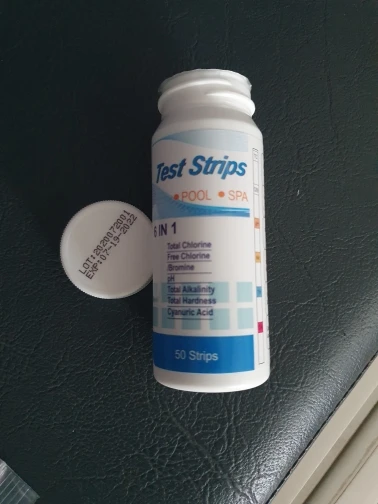 Test Strips
•POOL •SPA
6 IN 1
Total Chlorine
Free Chlorine
Bromine
pH
Total Alkalinity
Total Hardness
Cyanuric Acid
50 Strips
LOT:2020072001
EXP:07-19-2022